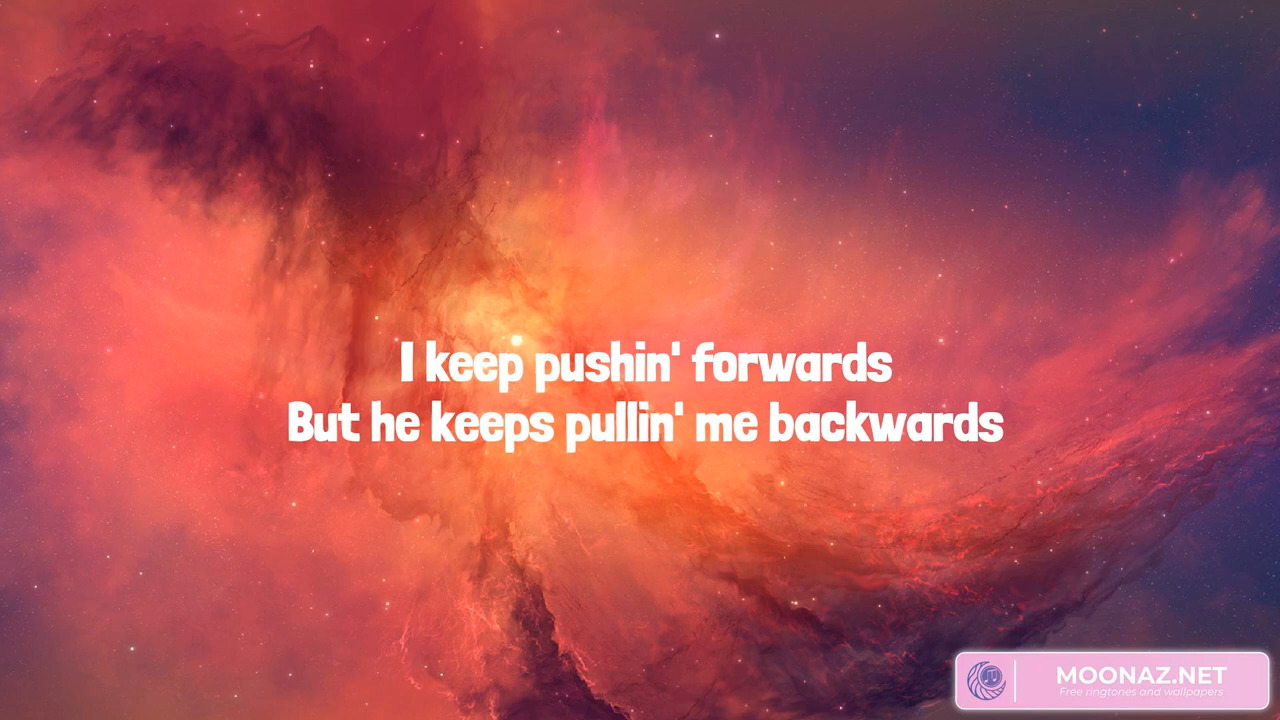 I keep pushin' forwards
But he keeps pullin' me backwards
MOONAZ.NET
Free ringtones and wallpapers